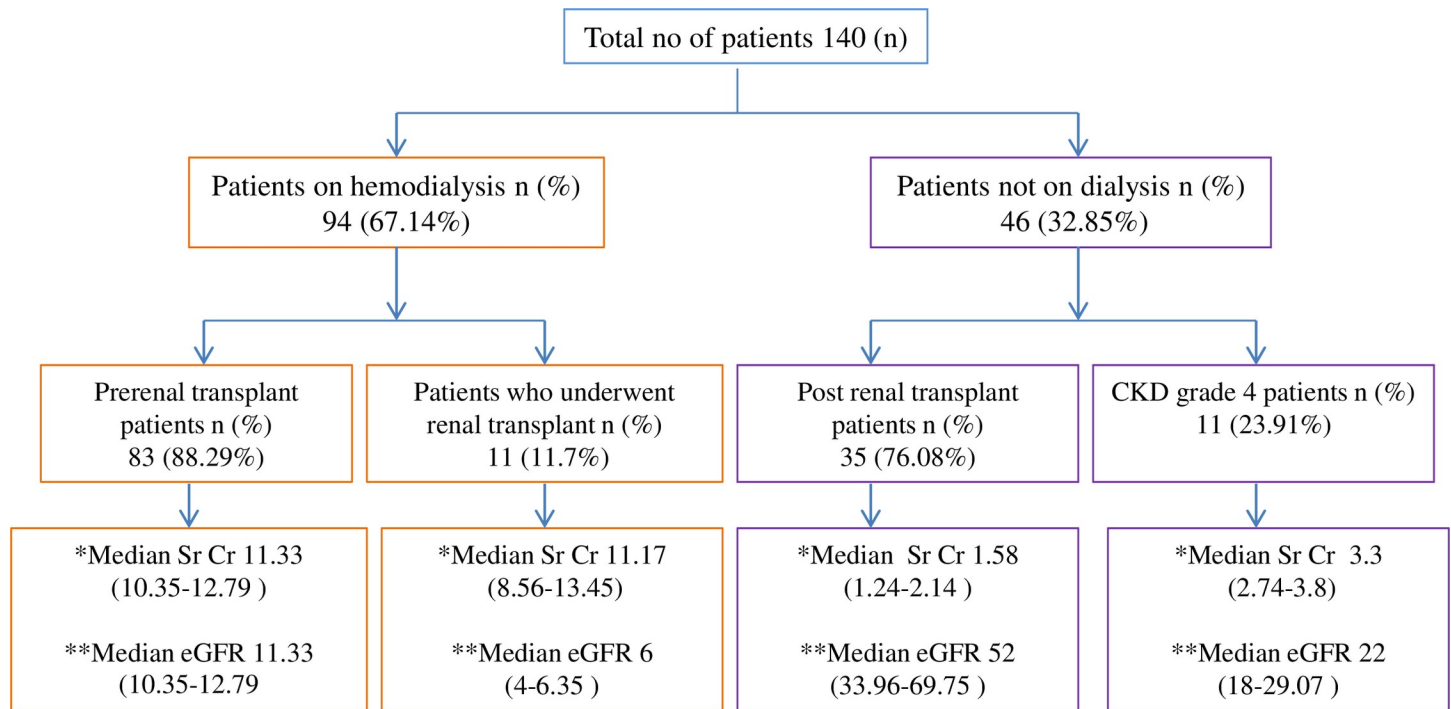 Total no of patients 140 (n)
Patients on hemodialysis n (%)
94 (67.14%)
Patients not on dialysis n (%)
46 (32.85%)
Prerenal transplant
patients n (%)
83 (88.29%)
Patients who underwent
renal transplant n (%)
11 (11.7%)
Post renal transplant
patients n (%)
35 (76.08%)
CKD grade 4 patients n (%)
11 (23.91%)
*Median Sr Cr 11.33
(10.35-12.79 )
**Median eGFR 11.33
(10.35-12.79
*Median Sr Cr 11.17
(8.56-13.45)
**Median eGFR 6
(4-6.35 )
*Median Sr Cr 1.58
(1.24-2.14 )
**Median eGFR 52
(33.96-69.75 )
*Median Sr Cr 3.3
(2.74-3.8)
**Median eGFR 22
(18-29.07 )